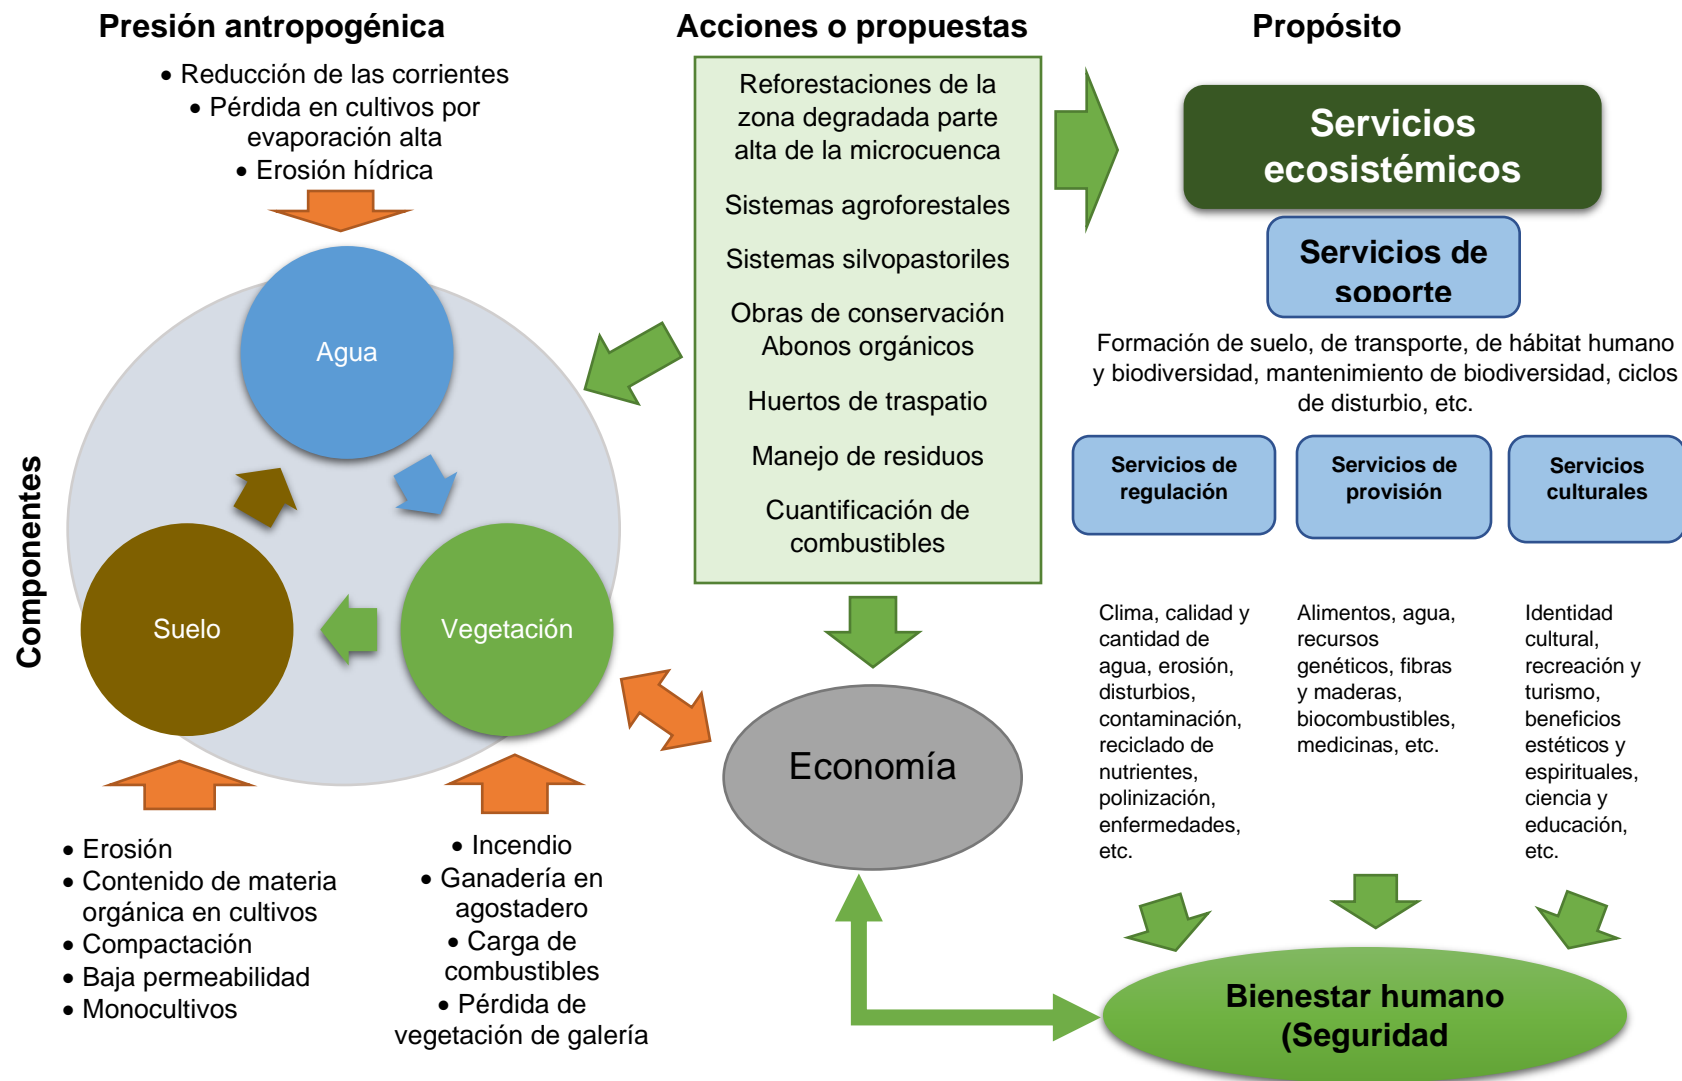 Presión antropogénica
• Reducción de las corrientes
• Pérdida en cultivos por
evaporación alta
• Erosión hídrica
Componentes
Agua
Suelo
Vegetación
• Erosión
• Contenido de materia
orgánica en cultivos
• Compactación
• Baja permeabilidad
• Monocultivos
• Incendio
• Ganadería en
agostadero
• Carga de
combustibles
• Pérdida de
vegetación de galería
Acciones o propuestas
Reforestaciones de la
zona degradada parte
alta de la microcuenca
Sistemas agroforestales
Sistemas silvopastoriles
Obras de conservación
Abonos orgánicos
Huertos de traspatio
Manejo de residuos
Cuantificación de
combustibles
Economía
Propósito
Servicios
ecosistémicos
Servicios de
soporte
Formación de suelo, de transporte, de hábitat humano
y biodiversidad, mantenimiento de biodiversidad, ciclos
de disturbio, etc.
Servicios de
regulación
Clima, calidad y
cantidad de
agua, erosión,
disturbios,
contaminación,
reciclado de
nutrientes,
polinización,
enfermedades,
etc.
Servicios de
provisión
Alimentos, agua,
recursos
genéticos, fibras
y maderas,
biocombustibles,
medicinas, etc.
Servicios
culturales
Identidad
cultural,
recreación y
turismo,
beneficios
estéticos y
espirituales,
ciencia y
educación,
etc.
Bienestar humano
(Seguridad